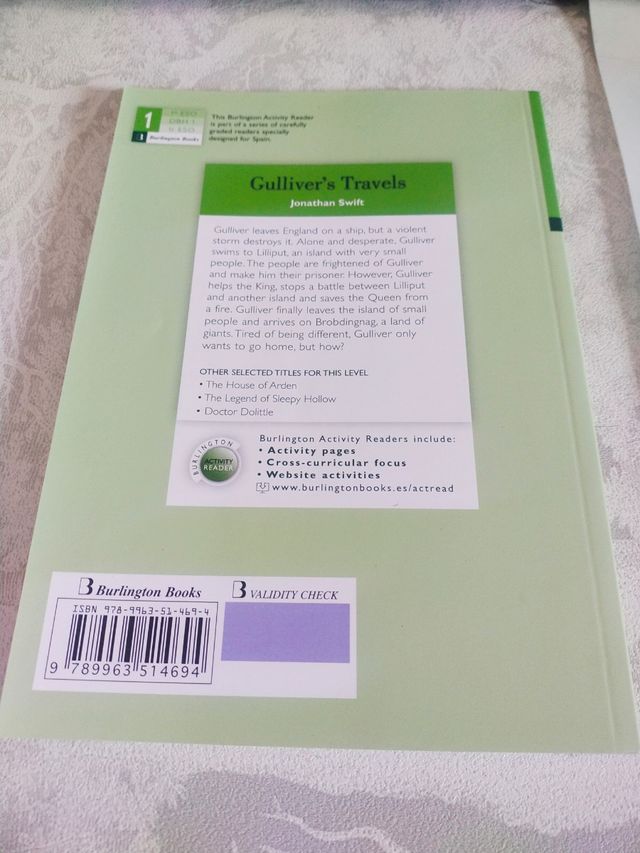 1
1º ESO
DBH 1
1r ESO
1 Burlington Books
This Burlington Activity Reader
is part of a series of carefully
graded readers specially
designed for Spain.
Gulliver's Travels
Jonathan Swift
Gulliver leaves England on a ship, but a violent
storm destroys it. Alone and desperate, Gulliver
swims to Lilliput, an island with very small
people. The people are frightened of Gulliver
and make him their prisoner. However, Gulliver
helps the King, stops a battle between Lilliput
and another island and saves the Queen from
a fire. Gulliver finally leaves the island of small
people and arrives on Brobdingnag, a land of
giants. Tired of being different, Gulliver only
wants to go home, but how?
OTHER SELECTED TITLES FOR THIS LEVEL
• The House of Arden
• The Legend of Sleepy Hollow
• Doctor Dolittle
BURLINGTON
ACTIVITY
READER
Burlington Activity Readers include:
• Activity pages
• Cross-curricular focus
• Website activities
www.burlingtonbooks.es/actread
B Burlington Books
B VALIDITY CHECK
ISBN 978-9963-51-469-4
9 789963 514694